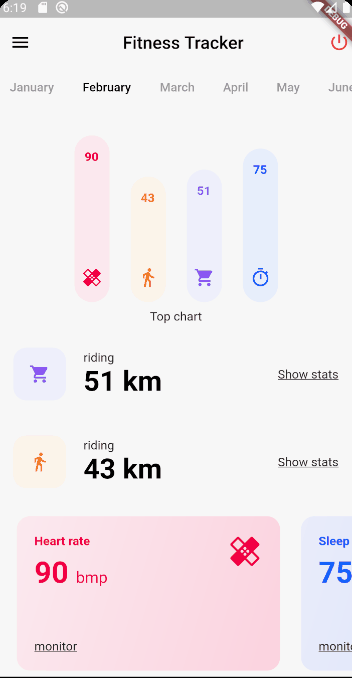 6:19
DEBUG
Fitness Tracker
January February March April May June
90
43
51
75
Top chart
riding
51 km
Show stats
riding
43 km
Show stats
Heart rate
90 bmp
monitor
Sleep
75